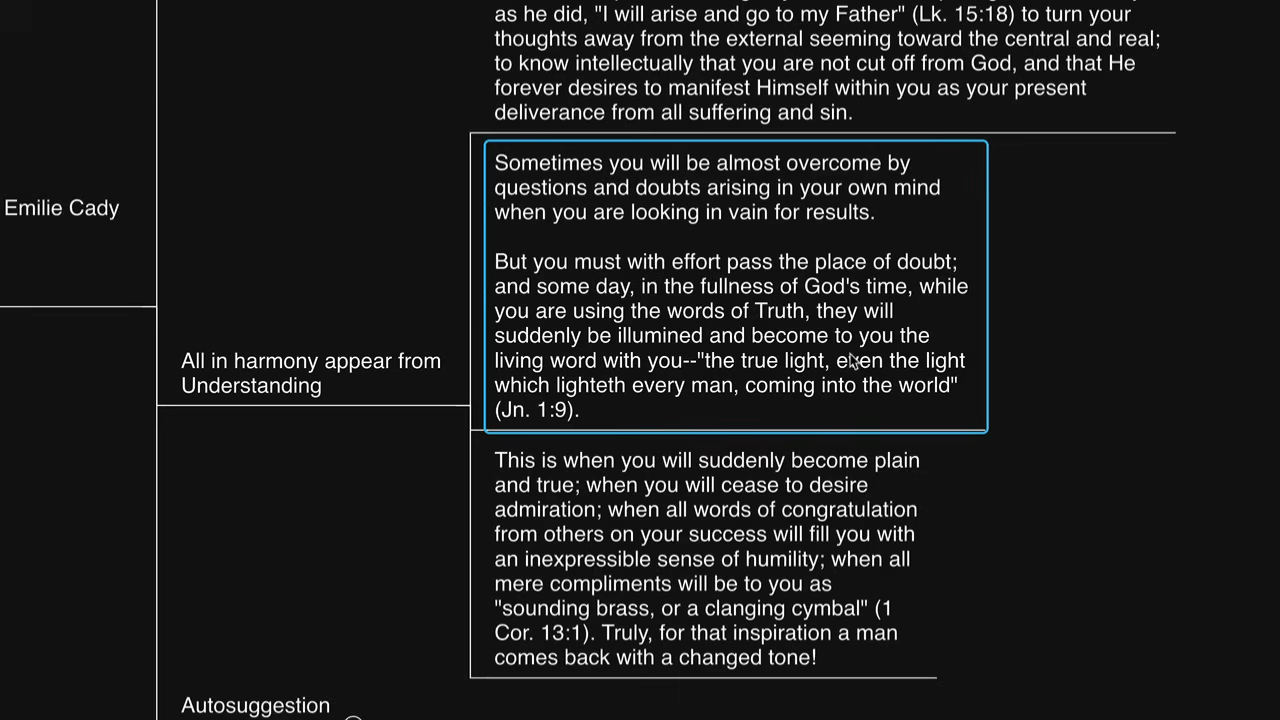 as he did, "I will arise and go to my Father" (Lk. 15:18) to turn your
thoughts away from the external seeming toward the central and real;
to know intellectually that you are not cut off from God, and that He
forever desires to manifest Himself within you as your present
deliverance from all suffering and sin.
Emilie Cady
All in harmony appear from
Understanding
Sometimes you will be almost overcome by
questions and doubts arising in your own mind
when you are looking in vain for results.
But you must with effort pass the place of doubt;
and some day, in the fullness of God's time, while
you are using the words of Truth, they will
suddenly be illumined and become to you the
living word with you--"the true light, even the light
which lighteth every man, coming into the world"
(Jn. 1:9).
This is when you will suddenly become plain
and true; when you will cease to desire
admiration; when all words of congratulation
from others on your success will fill you with
an inexpressible sense of humility; when all
mere compliments will be to you as
"sounding brass, or a clanging cymbal" (1
Cor. 13:1). Truly, for that inspiration a man
comes back with a changed tone!
Autosuggestion